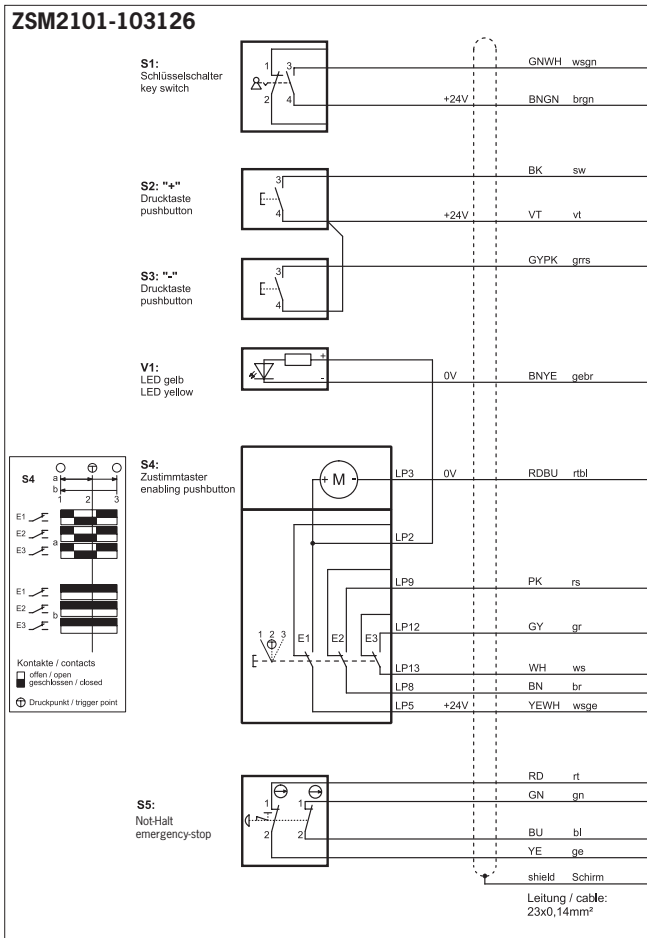 ZSM2101-103126
S1:
Schlüsselschalter
key switch
1 3
2 4
GNWH wsgn
+24V BNGN brgn
S2: "+"
Drucktaste
pushbutton
3
4
BK sw
+24V VT vt
S3: "-"
Drucktaste
pushbutton
3
4
GYPK grrs
V1:
LED gelb
LED yellow
+
-
0V BNYE gebr
S4:
Zustimmtaster
enabling pushbutton
+ M -
LP3 0V RDBU rtbl
LP2
LP9 PK rs
LP12 GY gr
1 2 3 E1 E2 E3
LP13 WH ws
LP8 BN br
LP5 +24V YEWH wsge
S4
a
b
1 2 3
E1
E2
a
E3
E1
E2
b
E3
Kontakte / contacts
offen / open
geschlossen / closed
Druckpunkt / trigger point
S5:
Not-Halt
emergency-stop
1 1
2 2
RD rt
GN gn
BU bl
YE ge
shield Schirm
Leitung / cable:
23x0,14mm²